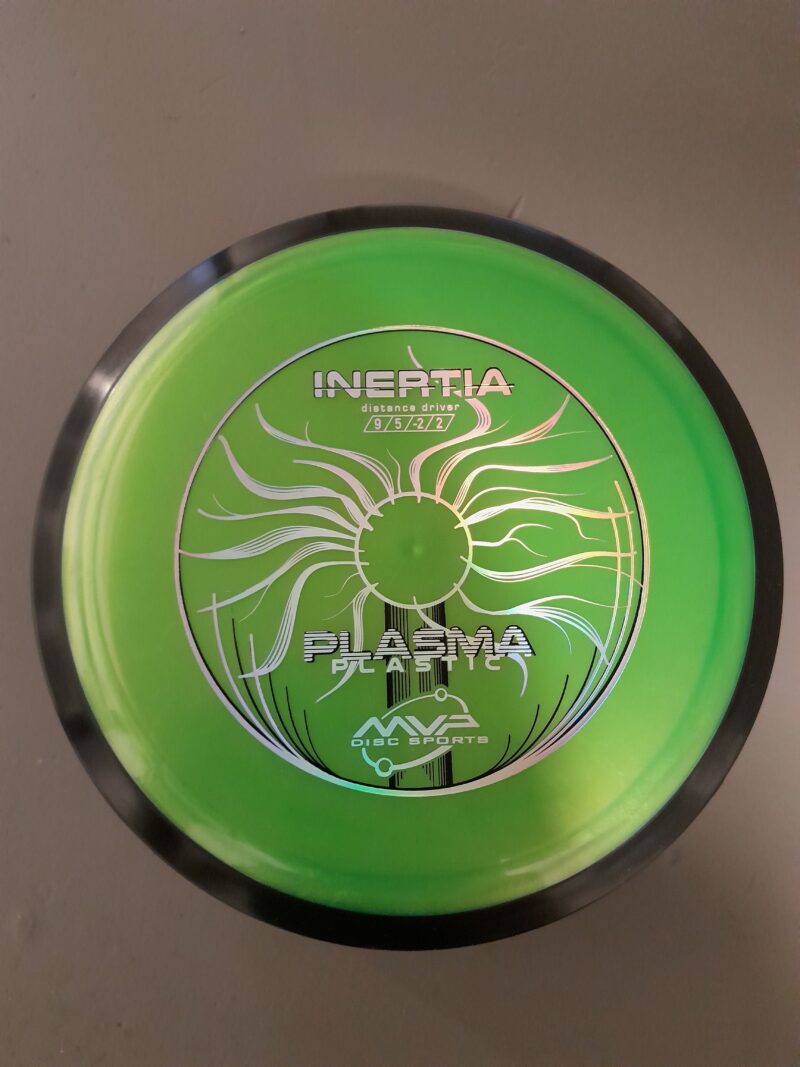 INERTIA
distance driver
9/5/-2/2
PLASMA
PLASTIC
MVP
DISC SPORTS